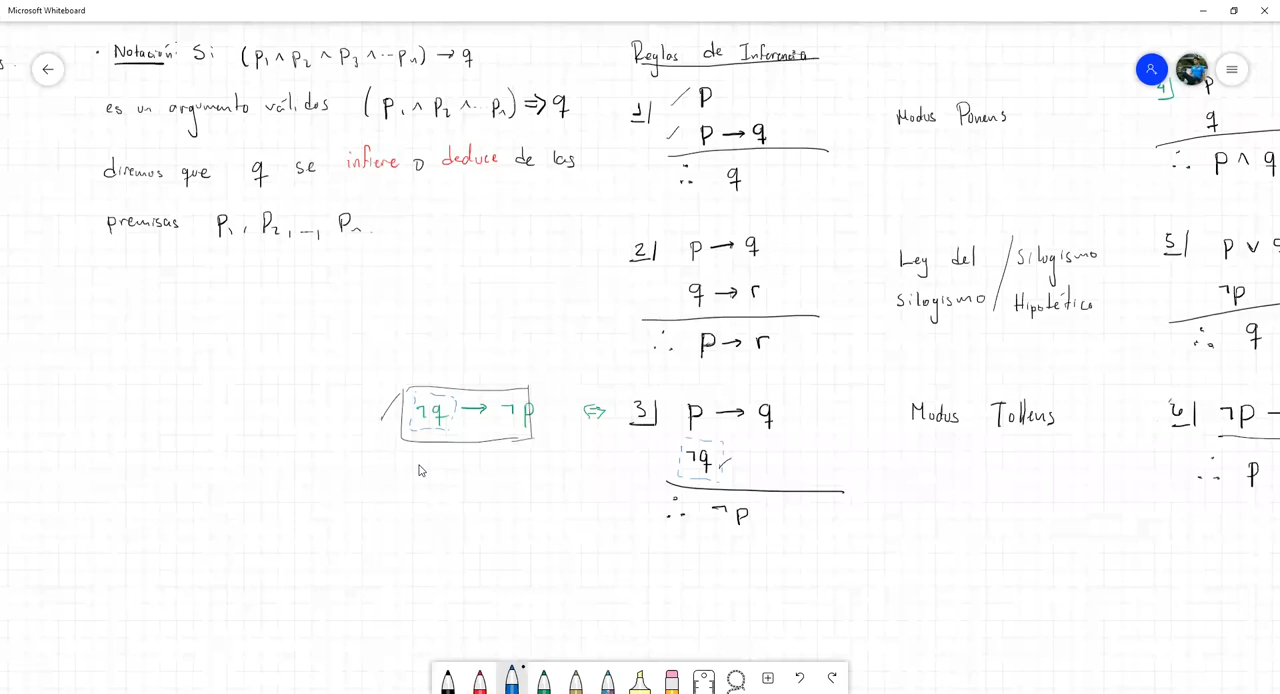 Microsoft Whiteboard
• Notación: Si (p₁ ∧ p₂ ∧ p₃ ∧ ... pₙ) → q
es un argumento válidos (p₁ ∧ p₂ ∧ ... pₙ) ⇒ q
diremos que q se infiere o deduce de las
premisas p₁, p₂, ..., pₙ.
Reglas de Inferencia
1) p
p → q
∴ q
Modus Ponens
2) p → q
q → r
∴ p → r
Ley del silogismo / Silogismo Hipotético
¬q → ¬p ⇔ 3) p → q
¬q
∴ ¬p
Modus Tollens
4) p
q
∴ p ∧ q
5) p ∨ q
¬p
∴ q
6) ¬p →
∴ p